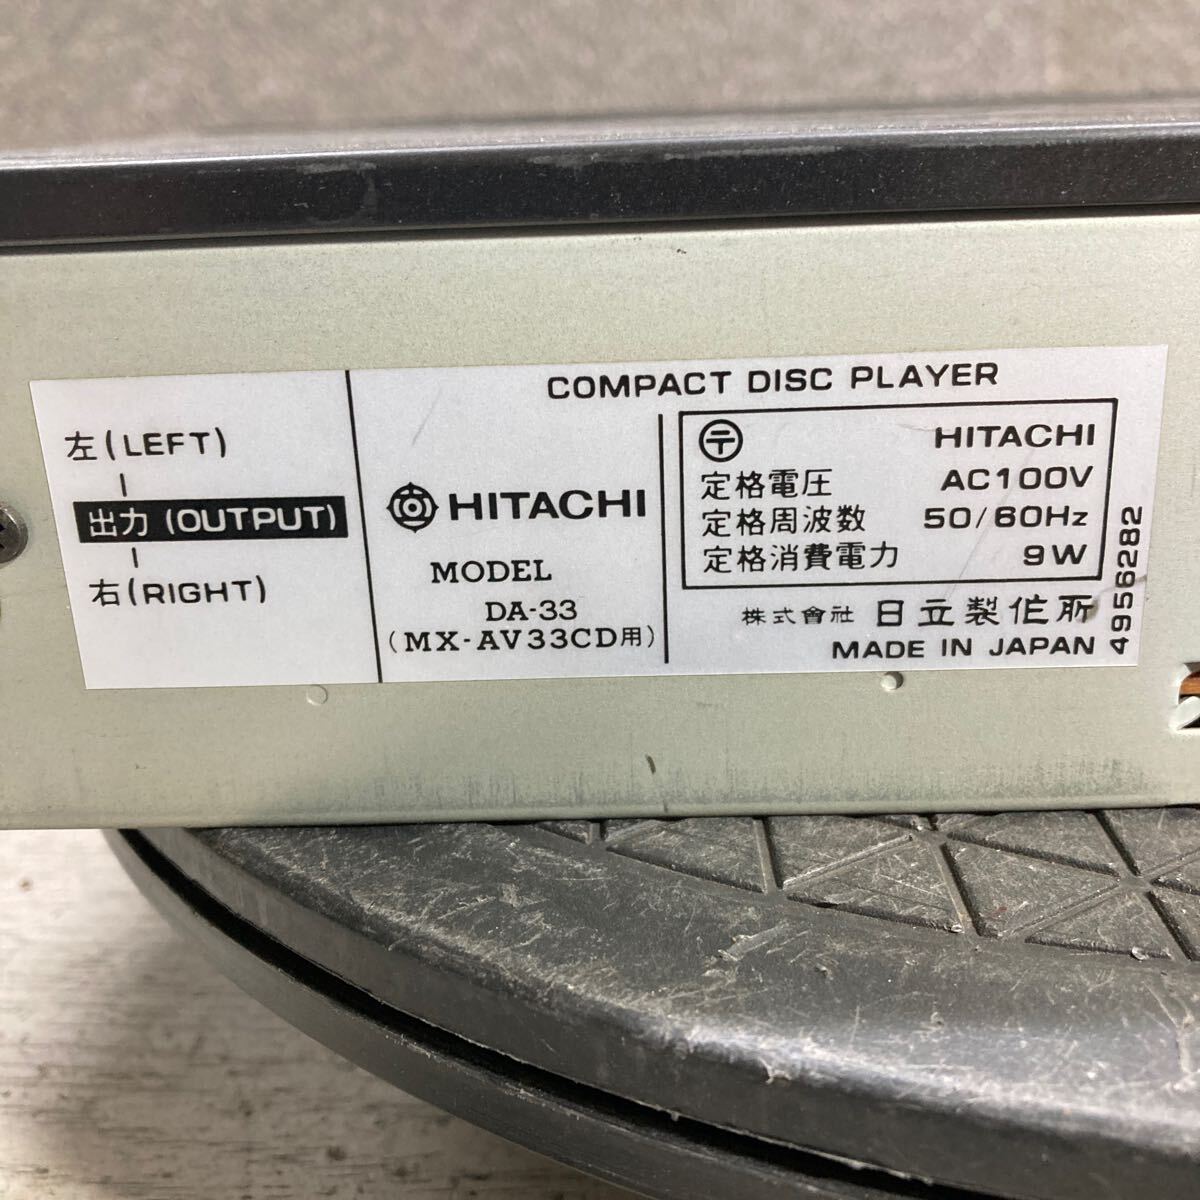 COMPACT DISC PLAYER
左(LEFT)
出力 (OUTPUT)
右(RIGHT)
HITACHI
MODEL
DA-33
(MX-AV33CD用)
〒 HITACHI
定格電圧 AC100V
定格周波数 50/60Hz
定格消費電力 9W
株式會社 日立製作所
MADE IN JAPAN
4956282